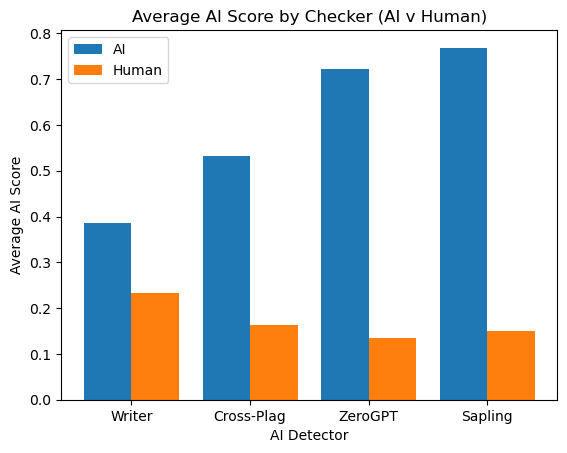 Average AI Score by Checker (AI v Human)
AI
Human
0.8
0.7
0.6
0.5
0.4
0.3
0.2
0.1
0.0
Average AI Score
Writer
Cross-Plag
ZeroGPT
Sapling
AI Detector